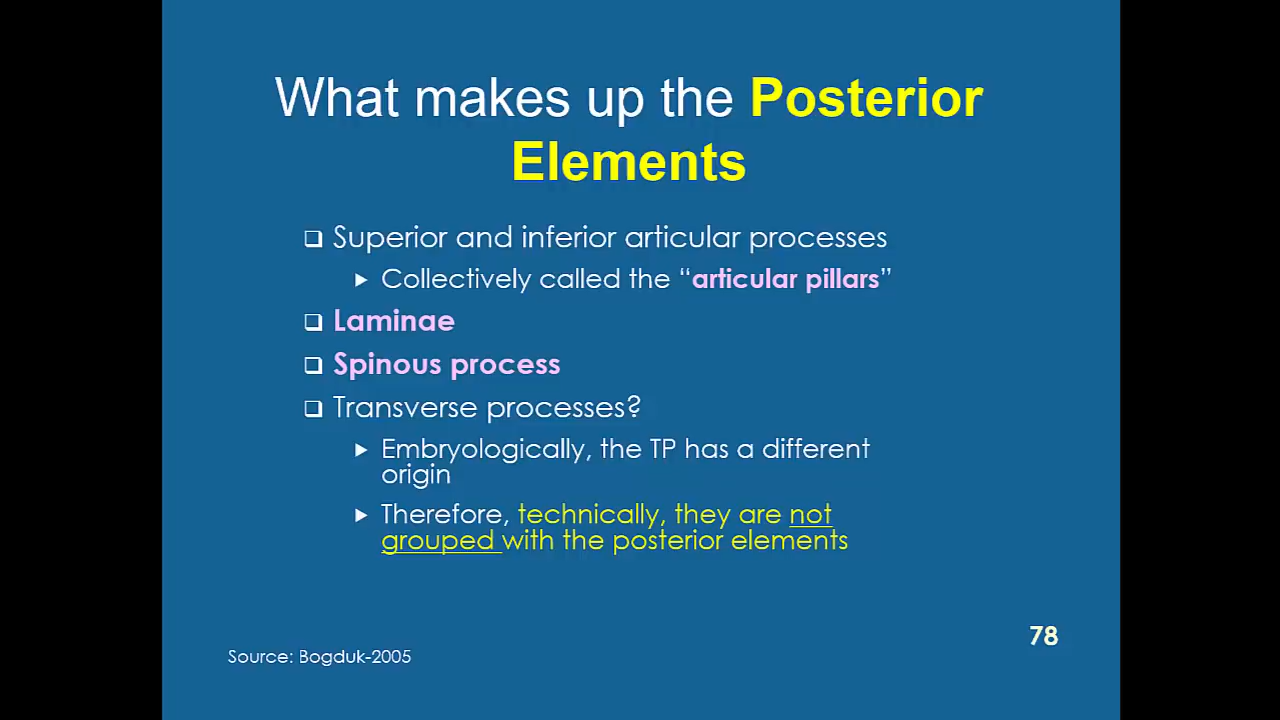 What makes up the Posterior
Elements
❑ Superior and inferior articular processes
▶ Collectively called the “articular pillars”
❑ Laminae
❑ Spinous process
❑ Transverse processes?
▶ Embryologically, the TP has a different
origin
▶ Therefore, technically, they are not
grouped with the posterior elements
78
Source: Bogduk-2005